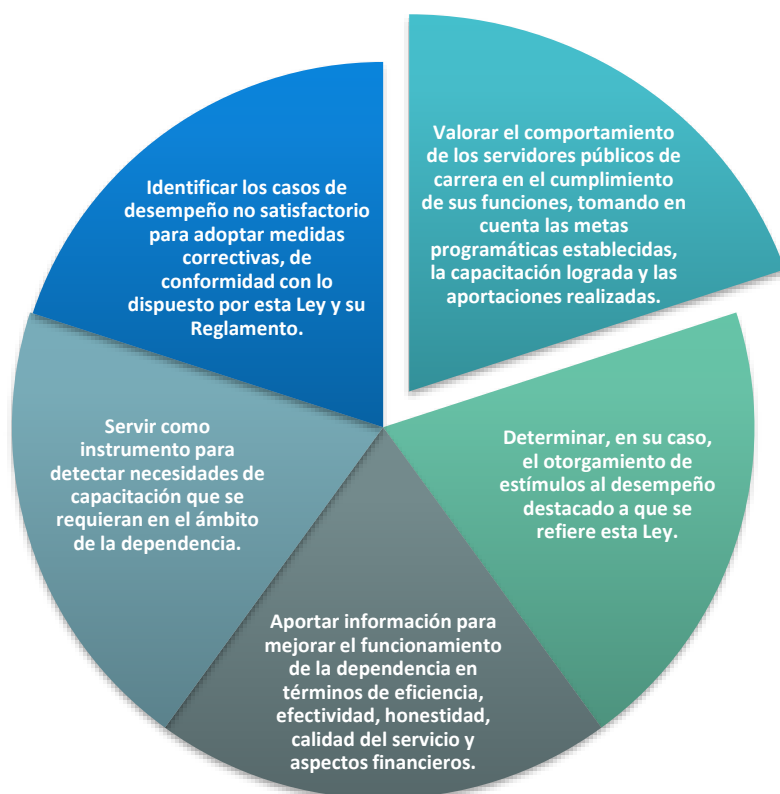 Valorar el comportamiento
de los servidores públicos de
carrera en el cumplimiento
de sus funciones, tomando en
cuenta las metas
programáticas establecidas,
la capacitación lograda y las
aportaciones realizadas.
Determinar, en su caso,
el otorgamiento de
estímulos al desempeño
destacado a que se
refiere esta Ley.
Aportar información para
mejorar el funcionamiento
de la dependencia en
términos de eficiencia,
efectividad, honestidad,
calidad del servicio y
aspectos financieros.
Servir como
instrumento para
detectar necesidades de
capacitación que se
requieran en el ámbito
de la dependencia.
Identificar los casos de
desempeño no satisfactorio
para adoptar medidas
correctivas, de
conformidad con lo
dispuesto por esta Ley y su
Reglamento.